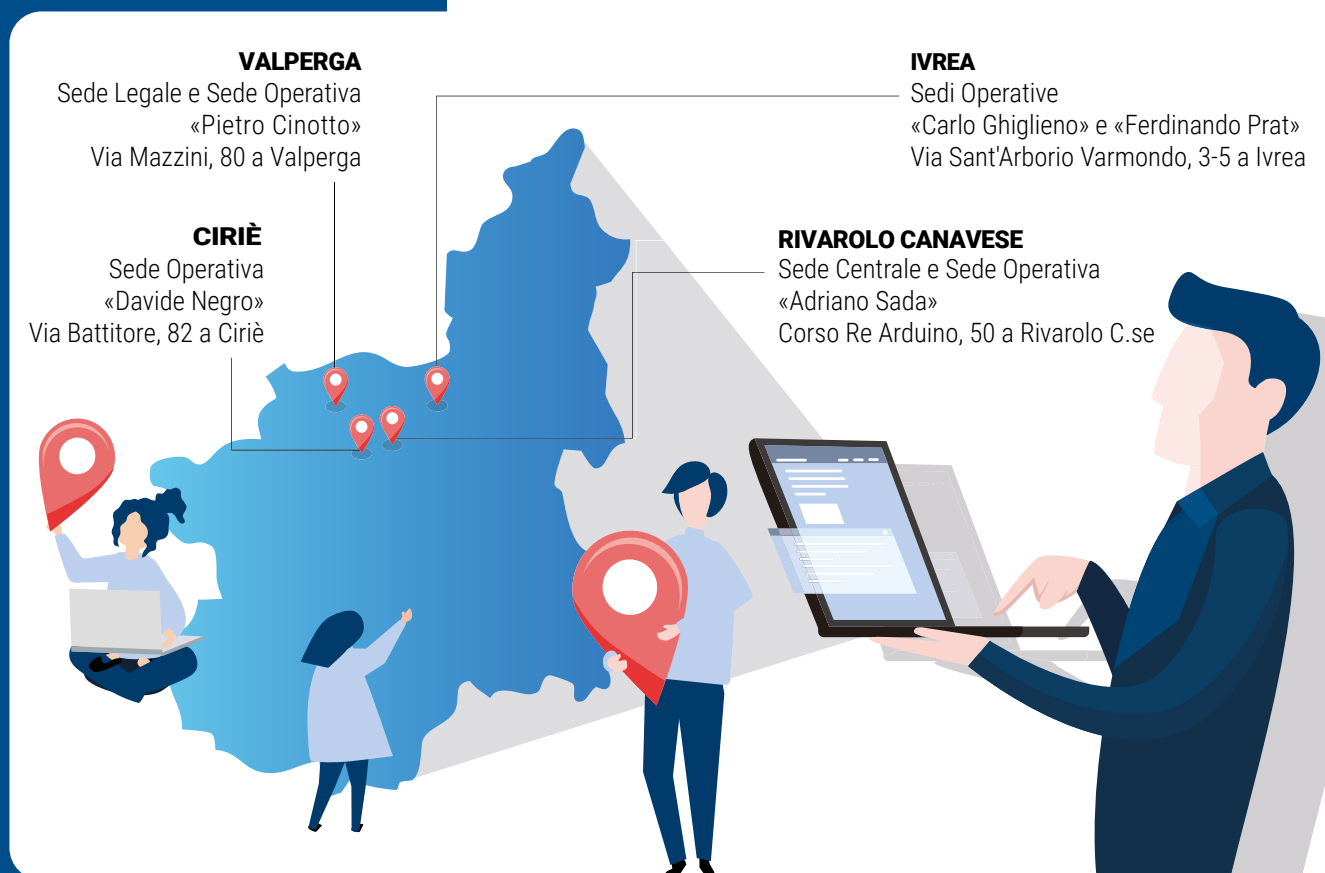 VALPERGA
Sede Legale e Sede Operativa
«Pietro Cinotto»
Via Mazzini, 80 a Valperga
CIRIÈ
Sede Operativa
«Davide Negro»
Via Battitore, 82 a Ciriè
IVREA
Sedi Operative
«Carlo Ghiglieno» e «Ferdinando Prat»
Via Sant'Arborio Varmondo, 3-5 a Ivrea
RIVAROLO CANAVESE
Sede Centrale e Sede Operativa
«Adriano Sada»
Corso Re Arduino, 50 a Rivarolo C.se